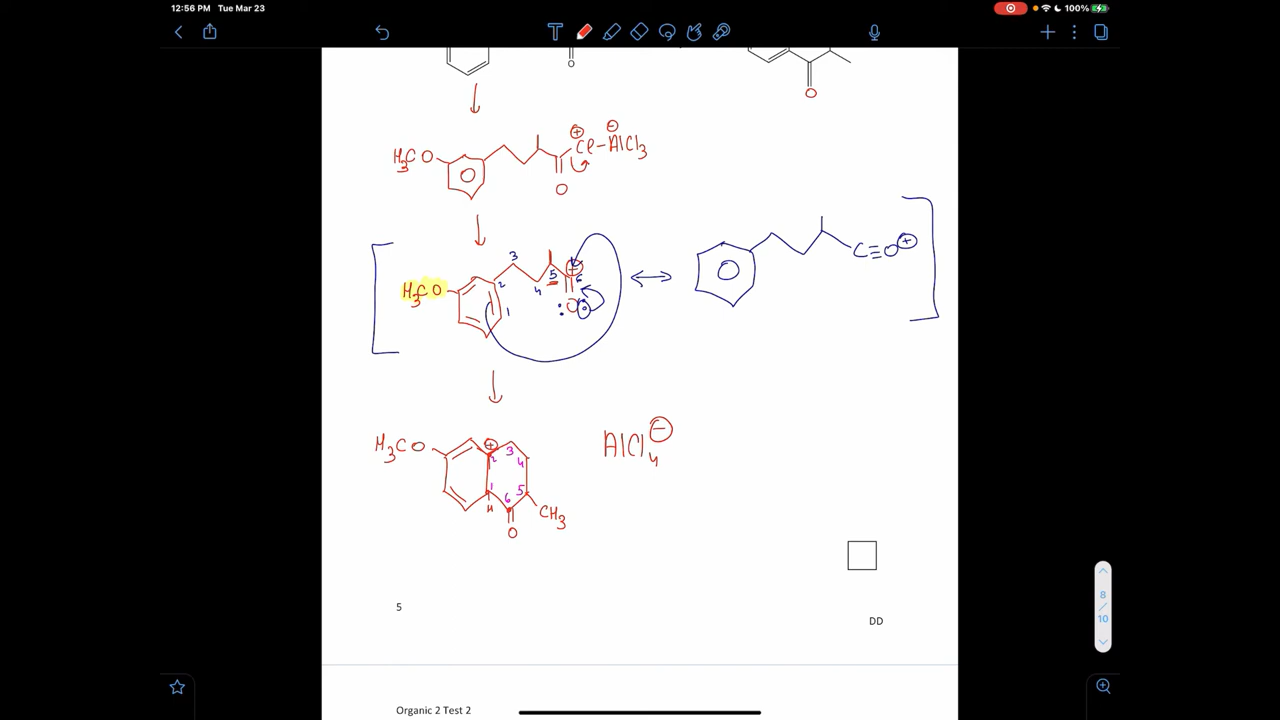 12:56 PM Tue Mar 23
100%
T
O
O
H3CO
O
⊕
Cl-AlCl3
⊖
O
H3CO
1
2
3
4
5
6
⊕
:O:
O
C≡O⊕
H3CO
⊕
2
3
4
1
5
6
H
O
CH3
AlCl4⊖
8
/
10
5
DD
Organic 2 Test 2